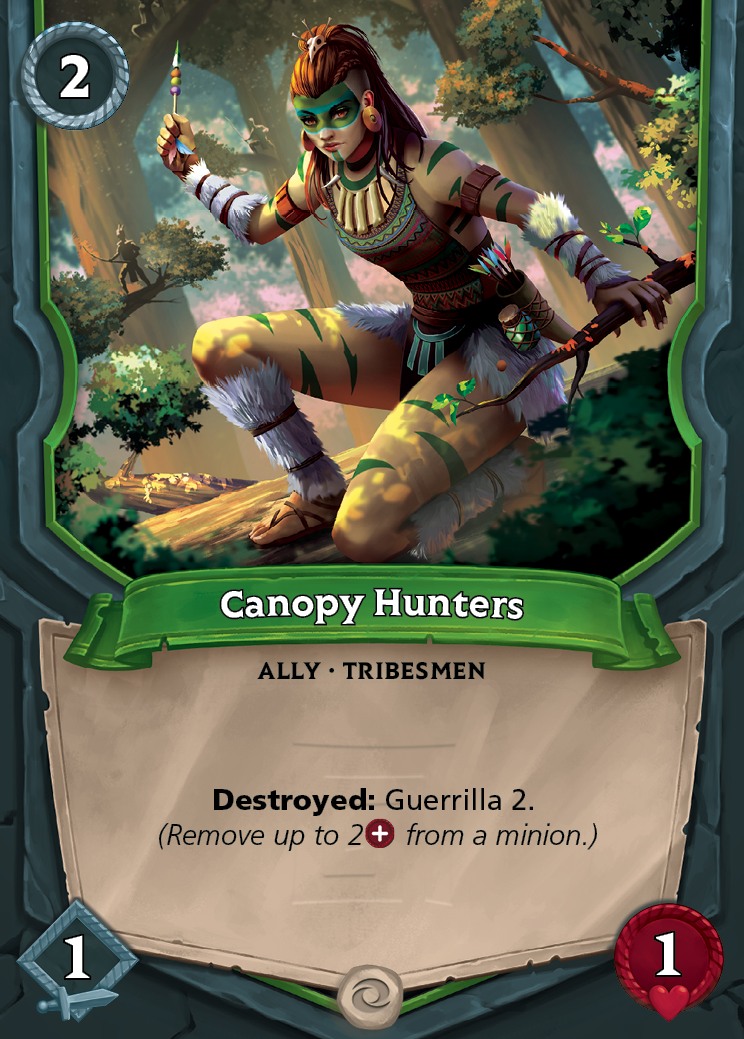 2
Canopy Hunters
ALLY · TRIBESMEN
Destroyed: Guerrilla 2.
(Remove up to 2+ from a minion.)
1
1